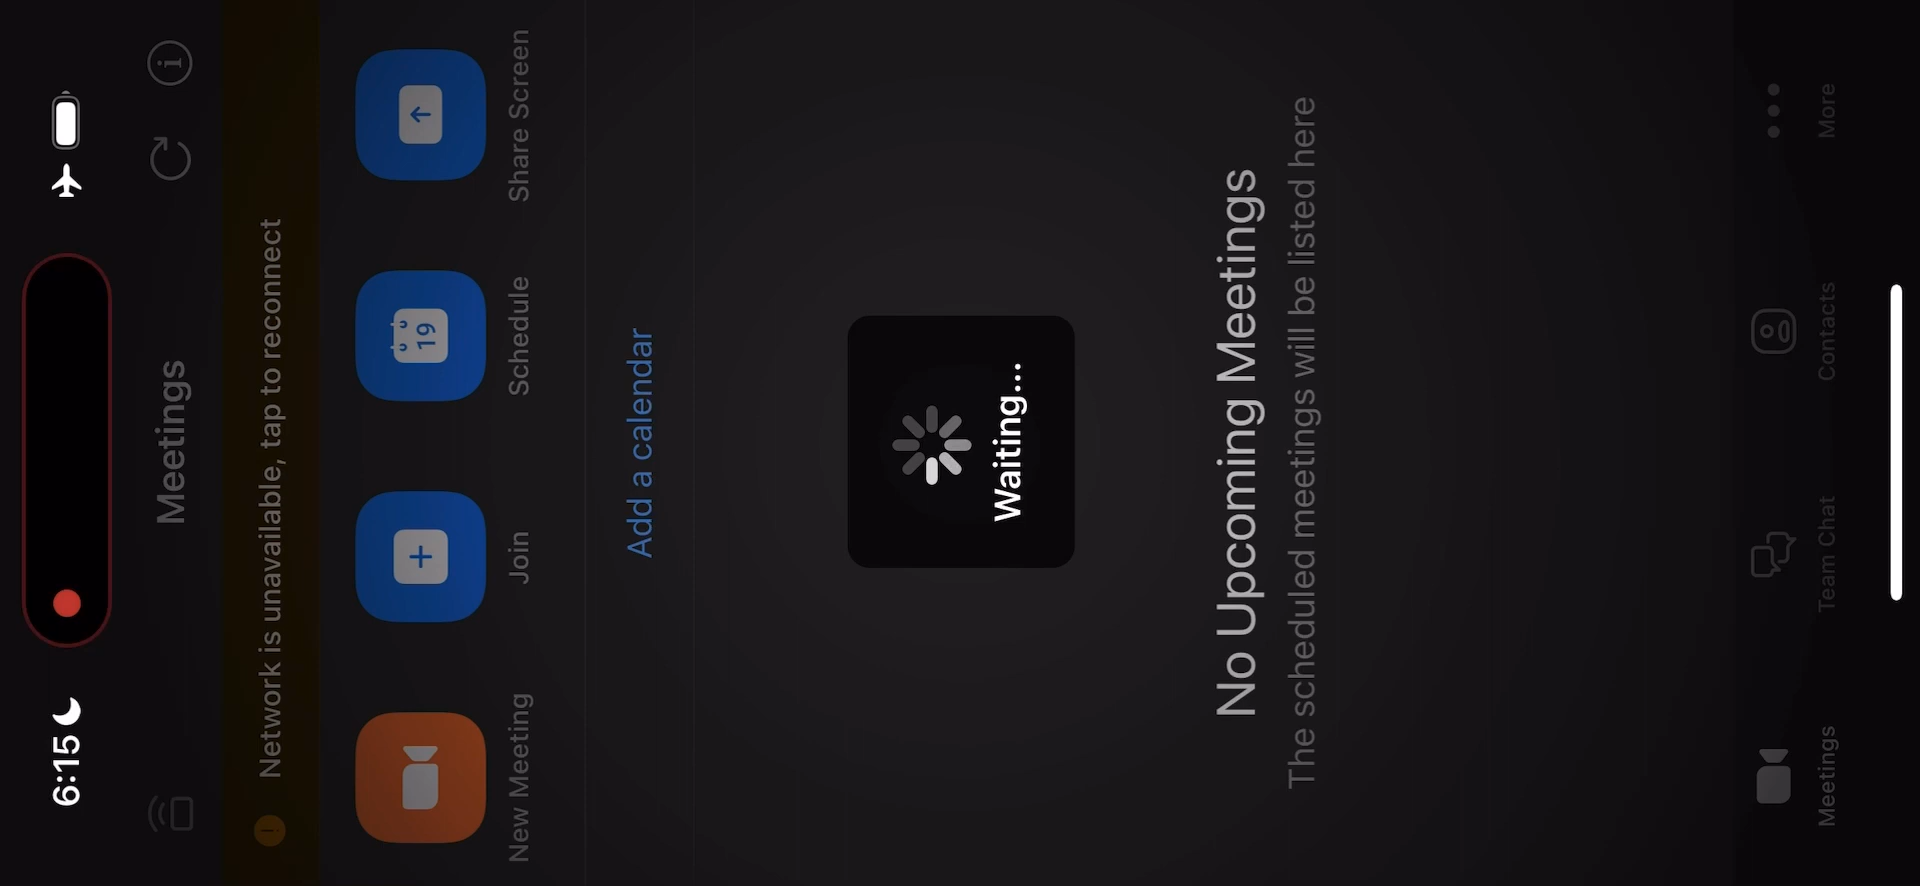 6:15
Meetings
Network is unavailable, tap to reconnect
New Meeting
Join
19
Schedule
Share Screen
Add a calendar
Waiting...
No Upcoming Meetings
The scheduled meetings will be listed here
Meetings
Team Chat
Contacts
More